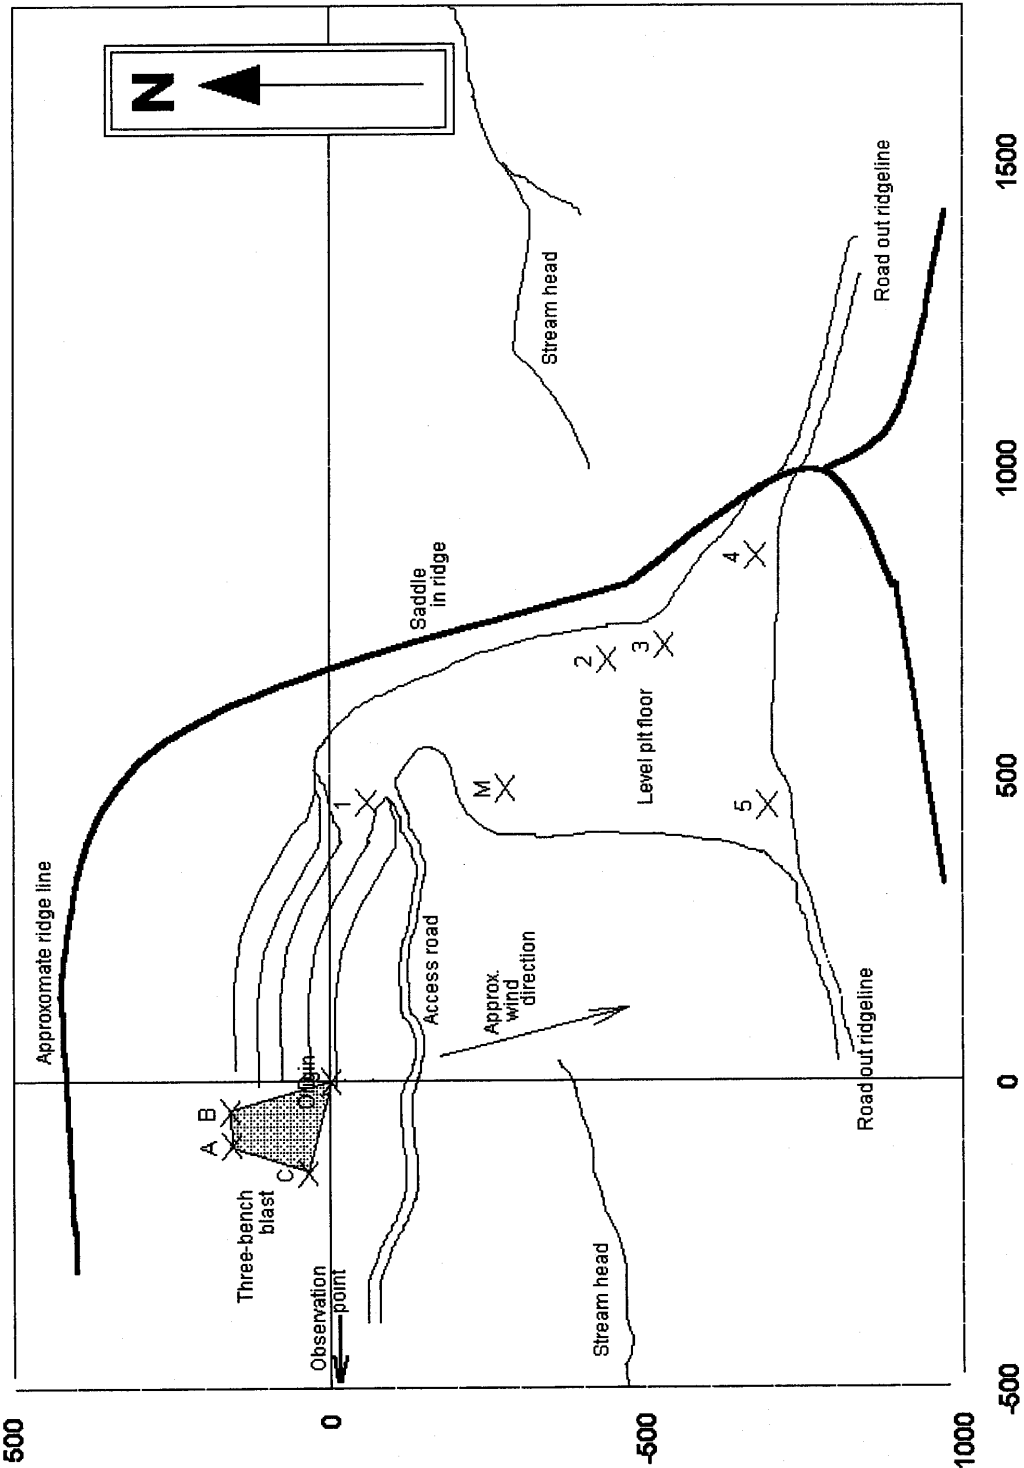 N
Approxomate ridge line
Saddle
in ridge
Stream head
Road out ridgeline
1
2
3
4
5
M
Level pit floor
Access road
Approx.
wind
direction
Origin
A
B
C
Three-bench
blast
Observation
point
Stream head
Road out ridgeline
500
0
-500
1000
-500
0
500
1000
1500